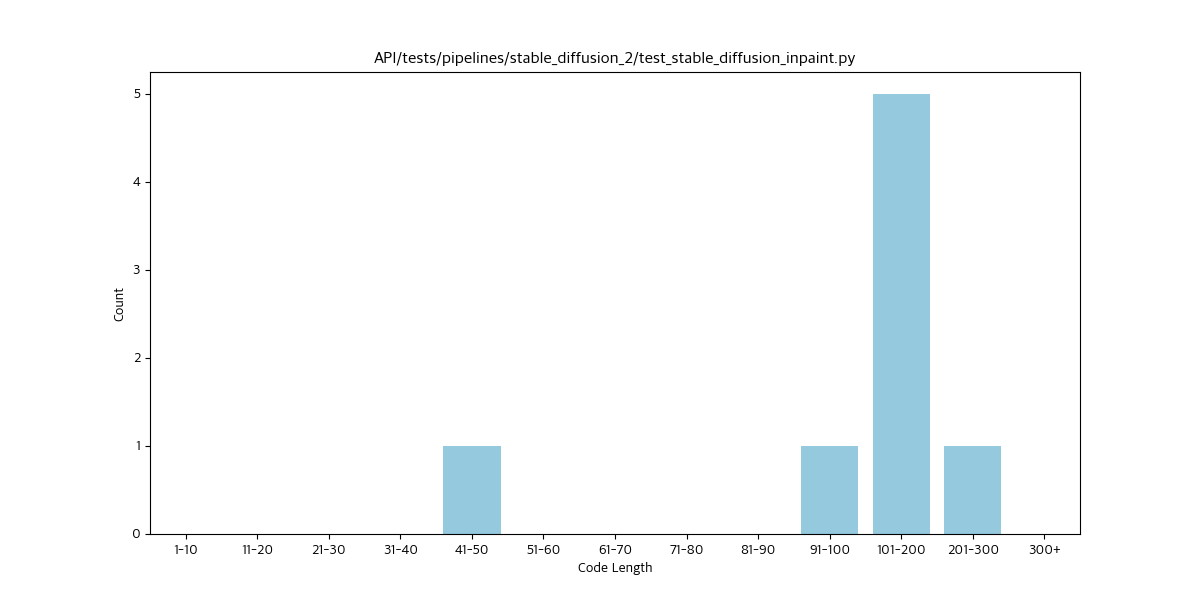 API/tests/pipelines/stable_diffusion_2/test_stable_diffusion_inpaint.py
Count
5
4
3
2
1
0
1-10 11-20 21-30 31-40 41-50 51-60 61-70 71-80 81-90 91-100 101-200 201-300 300+
Code Length